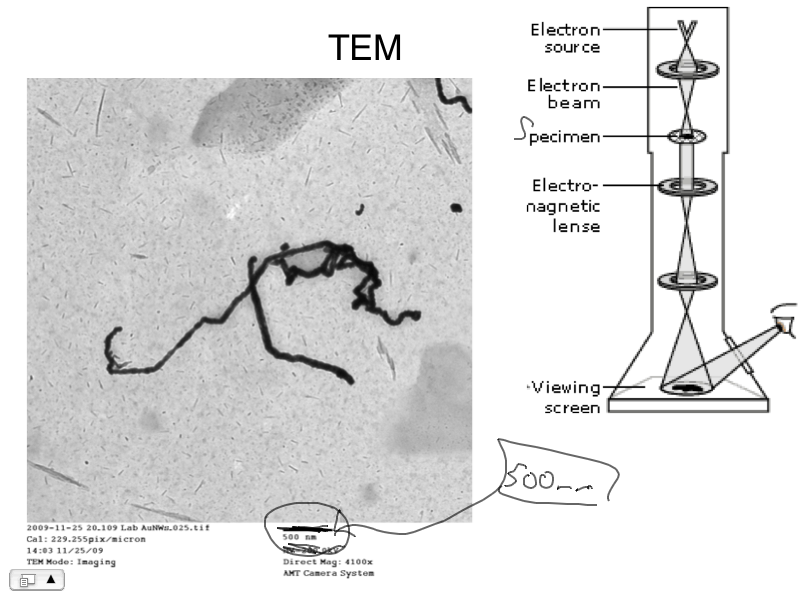 TEM
Electron
source
Electron
beam
Specimen
Electro-
magnetic
lense
Viewing
screen
500nm
2009-11-25 20.109 Lab AuNWs.025.tif
Cal: 229.255pix/micron
14:03 11/25/09
TEM Mode: Imaging
500 nm
Direct Mag: 4100x
AMT Camera System